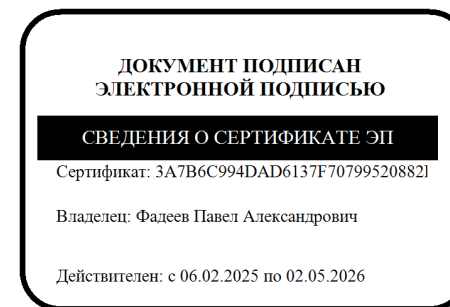 ДОКУМЕНТ ПОДПИСАН
ЭЛЕКТРОННОЙ ПОДПИСЬЮ
СВЕДЕНИЯ О СЕРТИФИКАТЕ ЭП
Сертификат: 3A7B6C994DAD6137F70799520882
Владелец: Фадеев Павел Александрович
Действителен: с 06.02.2025 по 02.05.2026